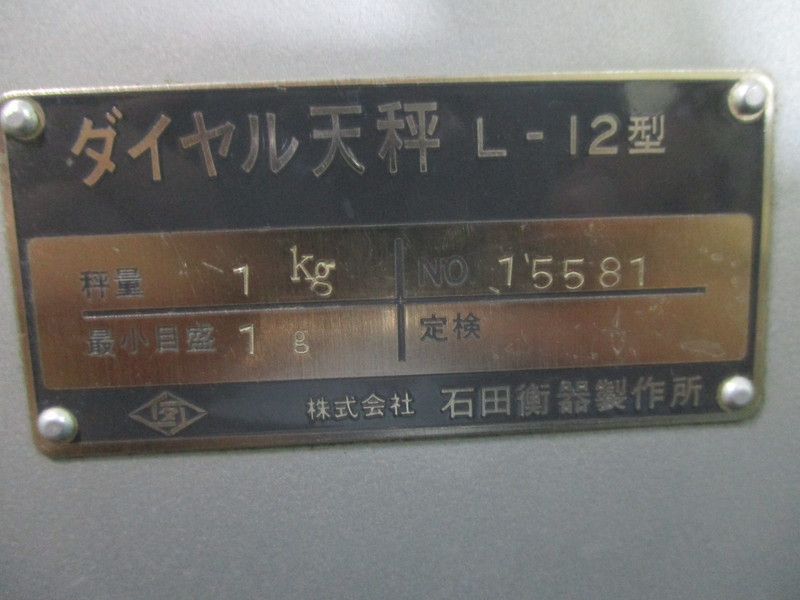 ダイヤル天秤 L-12型
秤量 1 kg NO 15581
最小目盛 1 g 定検
株式会社 石田衡器製作所